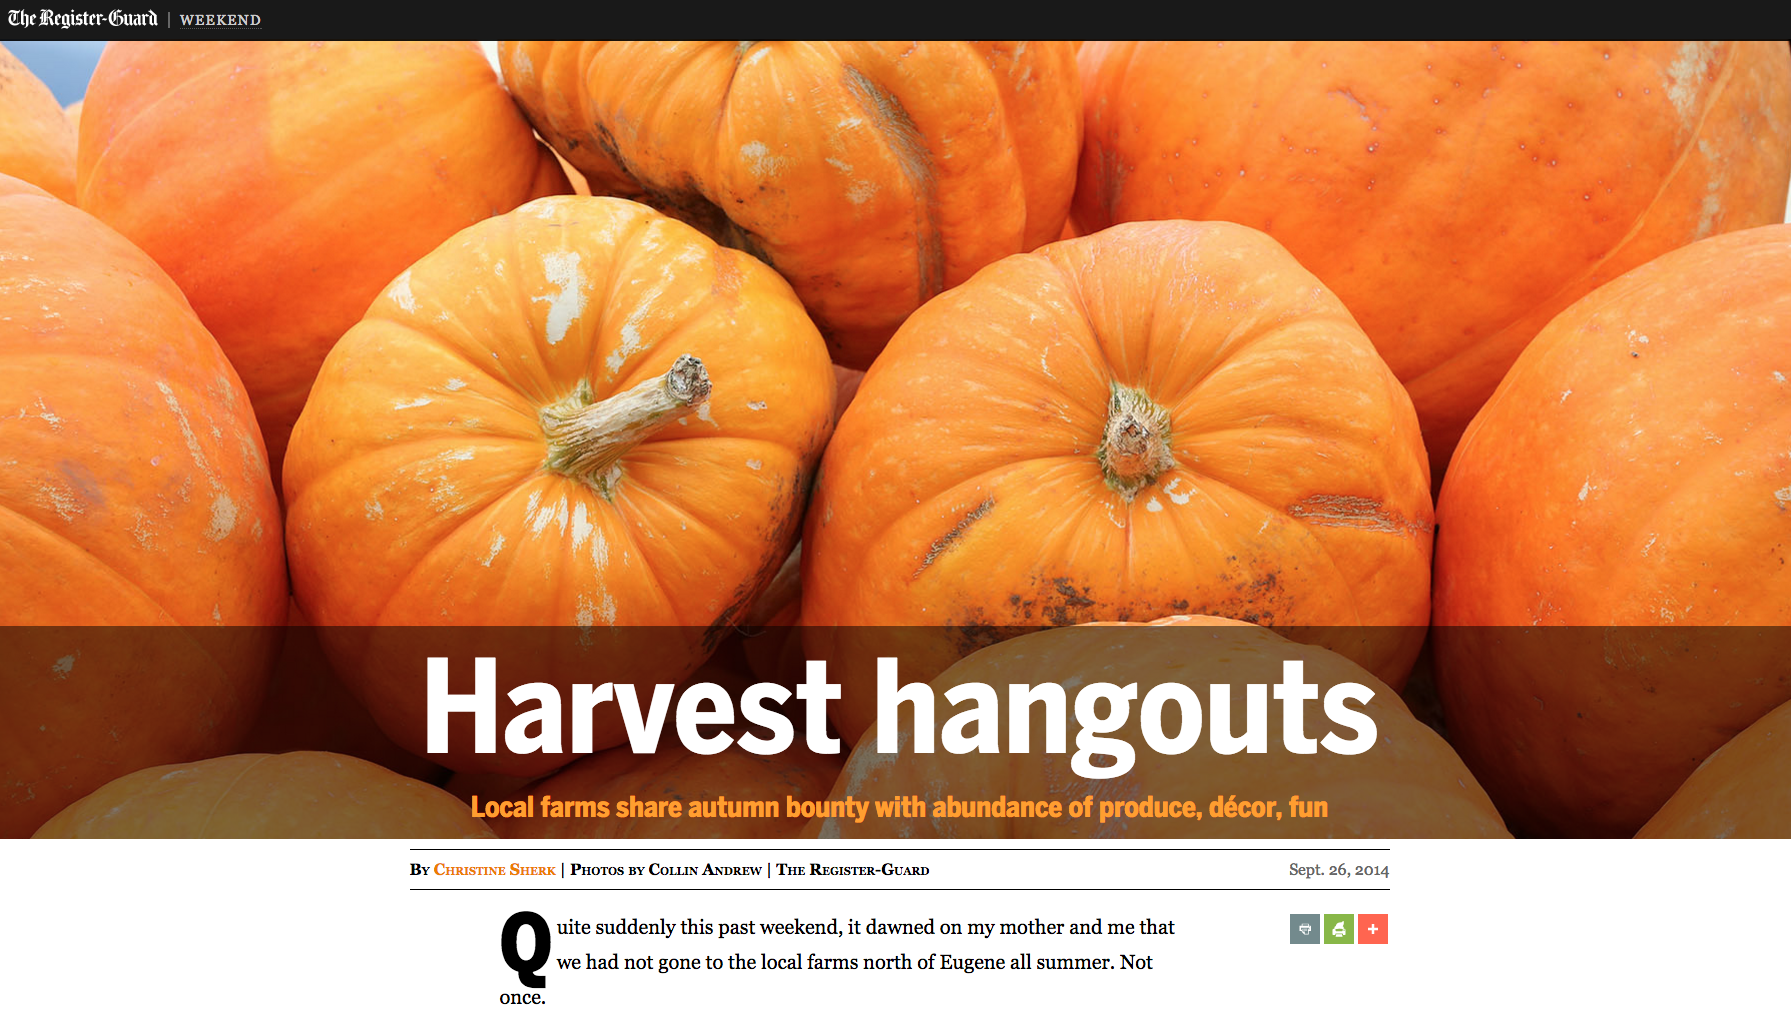 The Register-Guard | WEEKEND
Harvest hangouts
Local farms share autumn bounty with abundance of produce, décor, fun
By Christine Sherk | Photos by Collin Andrew | The Register-Guard
Sept. 26, 2014
Quite suddenly this past weekend, it dawned on my mother and me that
we had not gone to the local farms north of Eugene all summer. Not
once.